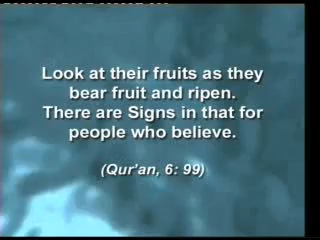 Look at their fruits as they
bear fruit and ripen.
There are Signs in that for
people who believe.
(Qur'an, 6: 99)